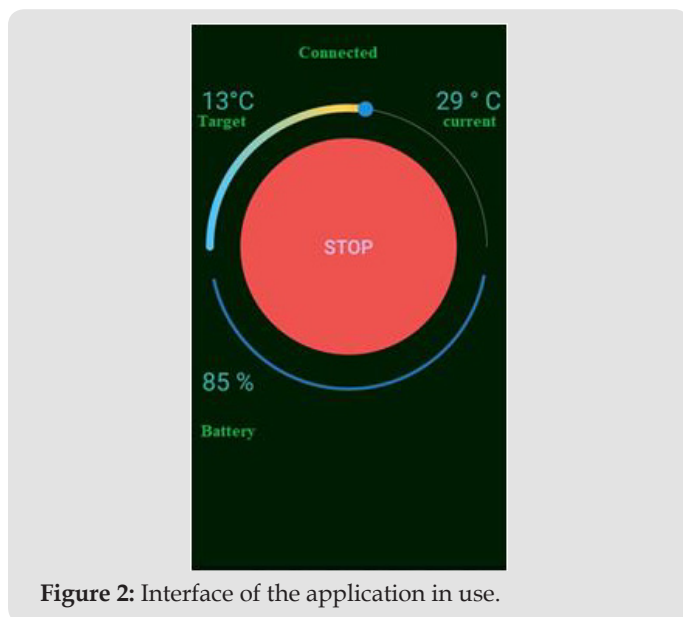 Connected
13°C
Target
29 ° C
current
STOP
85 %
Battery
Figure 2: Interface of the application in use.